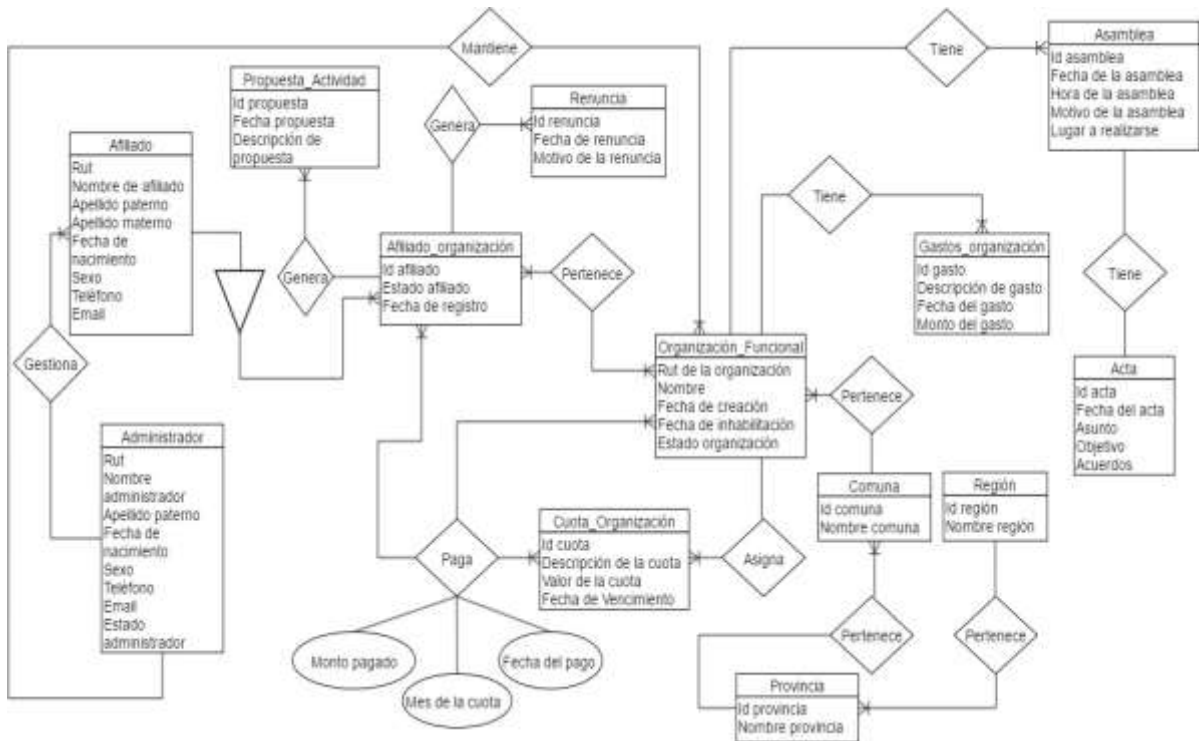 Mantiene
Tiene
Asamblea
Id asamblea
Fecha de la asamblea
Hora de la asamblea
Motivo de la asamblea
Lugar a realizarse
Propuesta_Actividad
Id propuesta
Fecha propuesta
Descripción de
propuesta
Genera
Renuncia
Id renuncia
Fecha de renuncia
Motivo de la renuncia
Afiliado
Rut
Nombre de afiliado
Apellido paterno
Apellido materno
Fecha de
nacimiento
Sexo
Teléfono
Email
Tiene
Afiliado_organización
Id afiliado
Estado afiliado
Fecha de registro
Genera
Pertenece
Gastos_organización
Id gasto
Descripción de gasto
Fecha del gasto
Monto del gasto
Tiene
Gestiona
Organización_Funcional
Rut de la organización
Nombre
Fecha de creación
Fecha de inhabilitación
Estado organización
Pertenece
Acta
Id acta
Fecha del acta
Asunto
Objetivo
Acuerdos
Administrador
Rut
Nombre
administrador
Apellido paterno
Fecha de
nacimiento
Sexo
Teléfono
Email
Estado
administrador
Comuna
Id comuna
Nombre comuna
Región
Id región
Nombre región
Paga
Cuota_Organización
Id cuota
Descripción de la cuota
Valor de la cuota
Fecha de Vencimiento
Asigna
Monto pagado
Mes de la cuota
Fecha del pago
Pertenece
Pertenece
Provincia
Id provincia
Nombre provincia